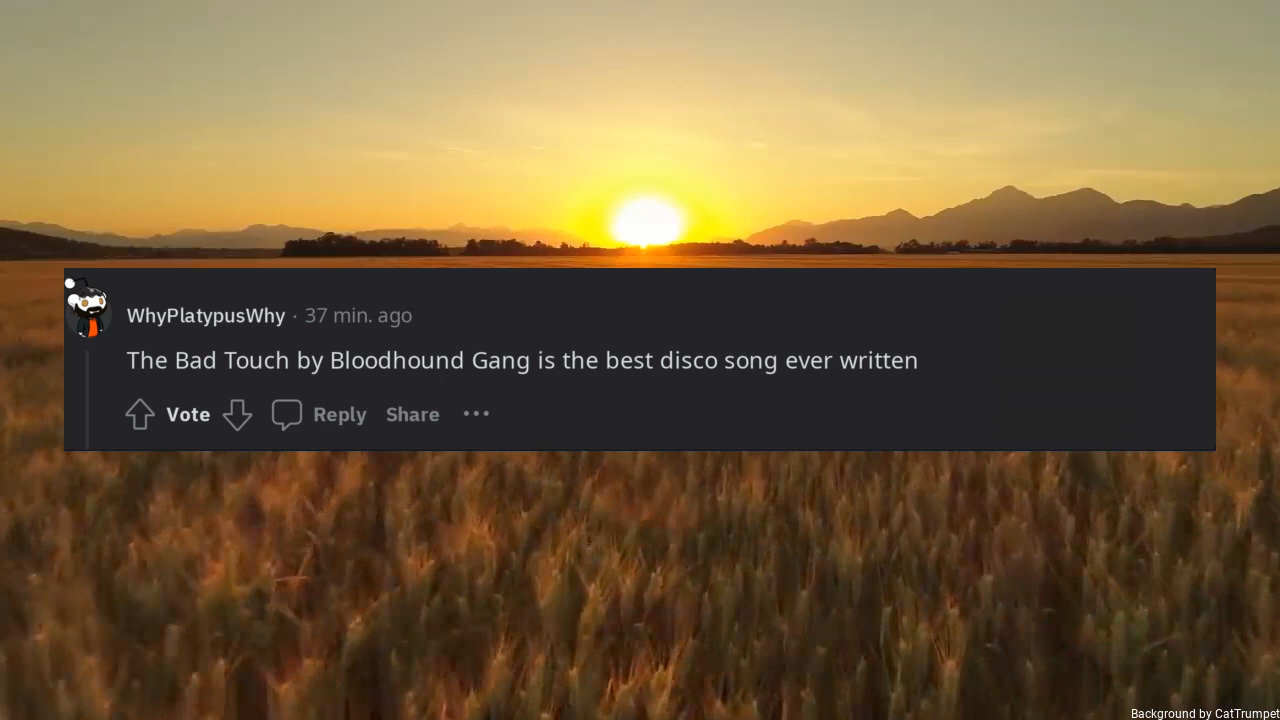 WhyPlatypusWhy · 37 min. ago
The Bad Touch by Bloodhound Gang is the best disco song ever written
Vote Reply Share ···
Background by CatTrumpet